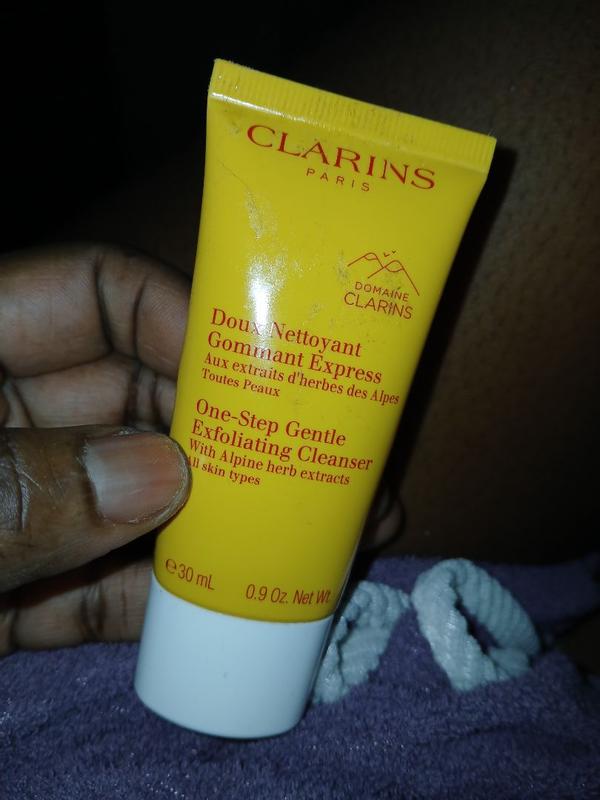 CLARINS
PARIS
DOMAINE
CLARINS
Doux Nettoyant
Gommant Express
Aux extraits d'herbes des Alpes
Toutes Peaux
One-Step Gentle
Exfoliating Cleanser
With Alpine herb extracts
All skin types
℮30 mL 0.9 Oz. Net Wt.